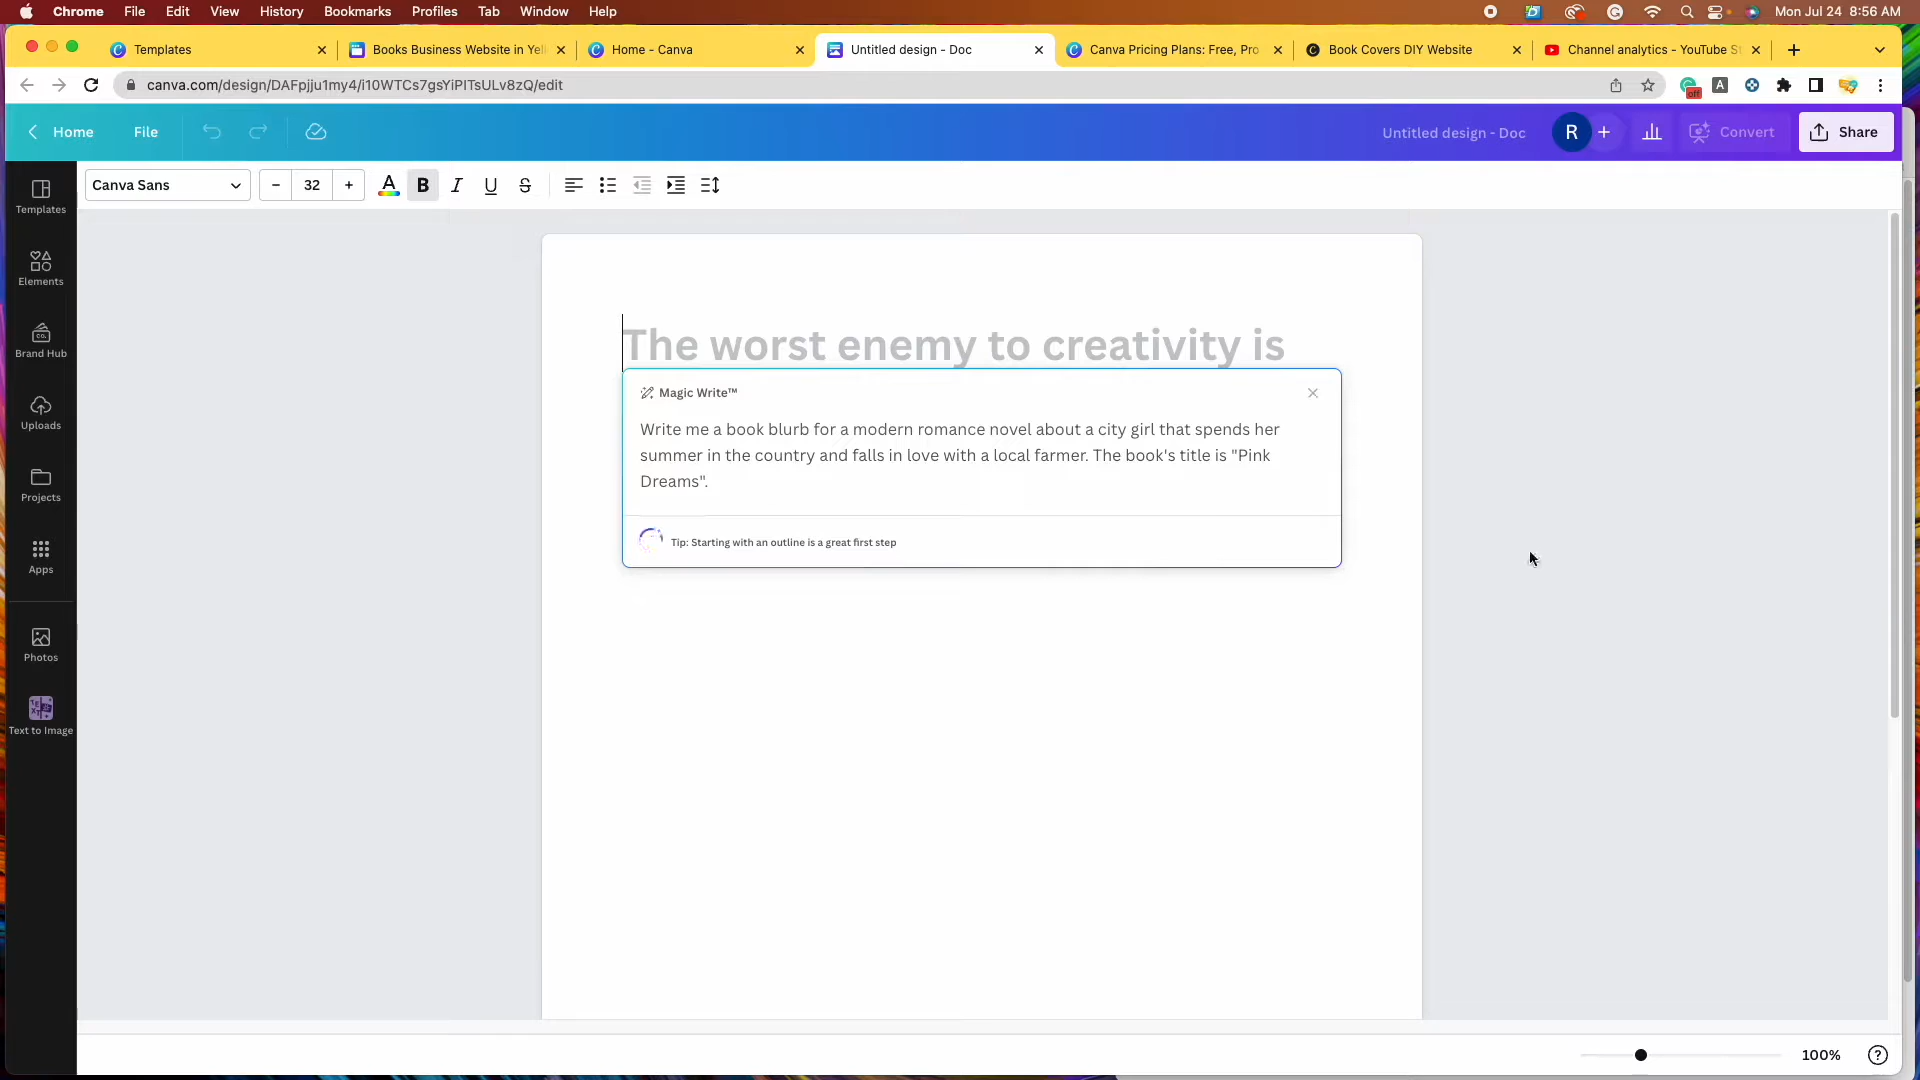 Chrome File Edit View History Bookmarks Profiles Tab Window Help Mon Jul 24 8:56 AM
Templates Books Business Website in Yel Home - Canva Untitled design - Doc Canva Pricing Plans: Free, Pro Book Covers DIY Website Channel analytics - YouTube St
canva.com/design/DAFpjju1my4/i10WTCs7gsYiPITsULv8zQ/edit off A
Home File Untitled design - Doc R Convert Share
Canva Sans 32 A B I U S
Templates
Elements
Brand Hub
Uploads
Projects
Apps
Photos
Text to Image
The worst enemy to creativity is
Magic Write™
Write me a book blurb for a modern romance novel about a city girl that spends her
summer in the country and falls in love with a local farmer. The book's title is "Pink
Dreams".
Tip: Starting with an outline is a great first step
100%